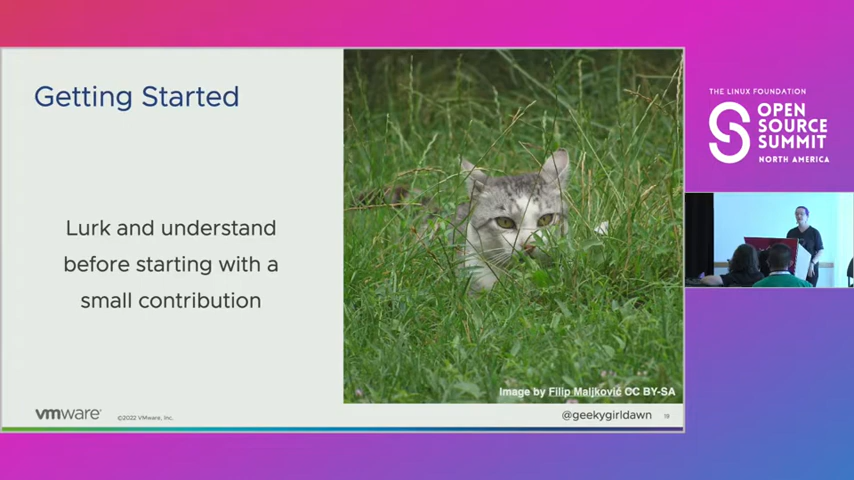 Getting Started
Lurk and understand
before starting with a
small contribution
Image by Filip Maljković CC BY-SA
vmware®
©2022 VMware, Inc.
@geekygirldawn
19
THE LINUX FOUNDATION
OPEN
SOURCE
SUMMIT
NORTH AMERICA